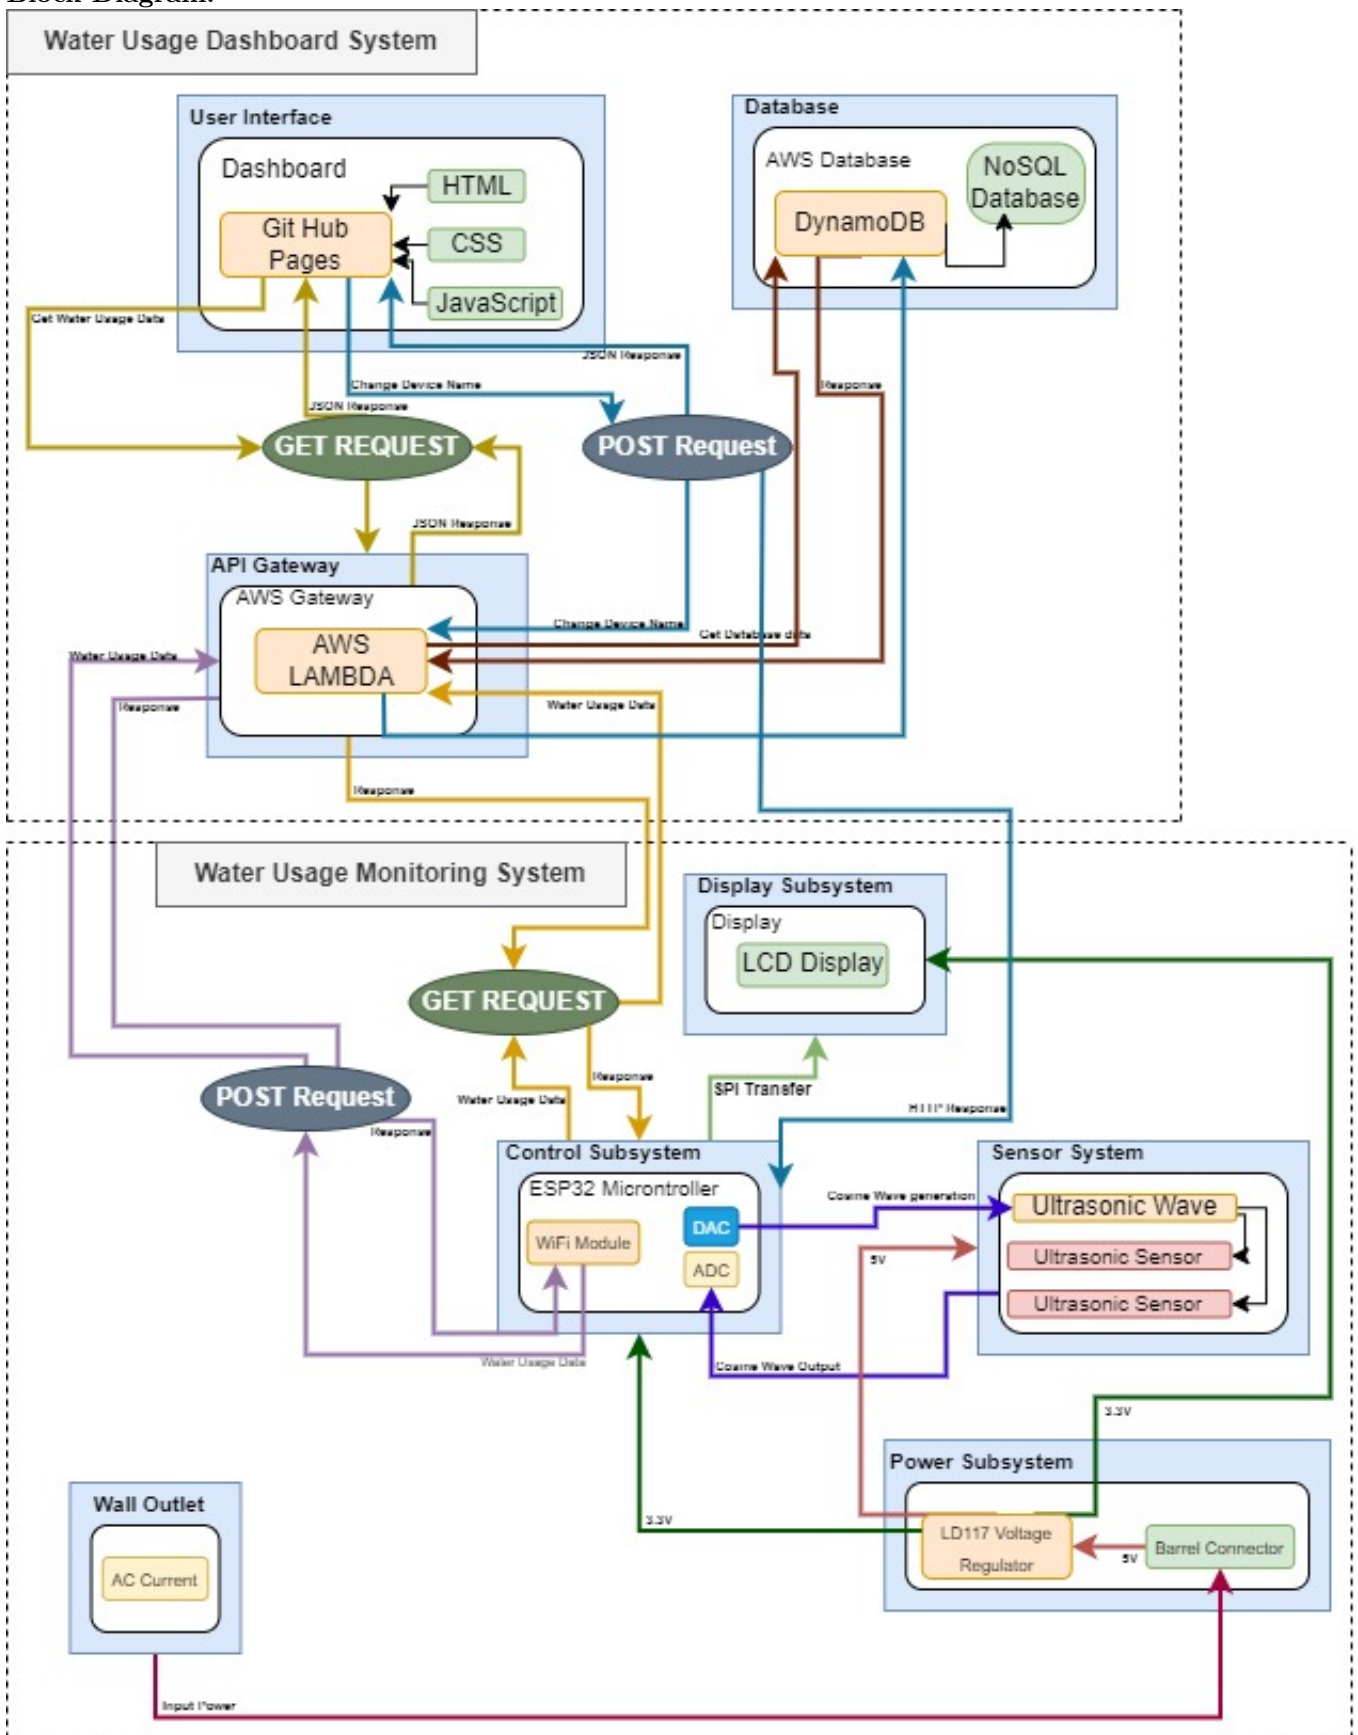 Block Diagram:
Water Usage Dashboard System
User Interface
Dashboard
HTML
Git Hub
Pages
CSS
JavaScript
Database
AWS Database
NoSQL
Database
DynamoDB
Get Water Usage Data
JSON Response
Change Device Name
Response
JSON Response
GET REQUEST
POST Request
JSON Response
API Gateway
AWS Gateway
AWS
LAMBDA
Change Device Name
Get Database data
Water Usage Data
Response
Water Usage Data
Response
Water Usage Monitoring System
Display Subsystem
Display
LCD Display
GET REQUEST
POST Request
Response
Water Usage Data
Response
SPI Transfer
HTTP Response
Control Subsystem
ESP32 Microntroller
WiFi Module
DAC
ADC
Cosine Wave generation
Sensor System
Ultrasonic Wave
Ultrasonic Sensor
Ultrasonic Sensor
5V
Water Usage Data
Cosine Wave Output
3.3V
Power Subsystem
LD117 Voltage
Regulator
5V
Barrel Connector
3.3V
Wall Outlet
AC Current
Input Power